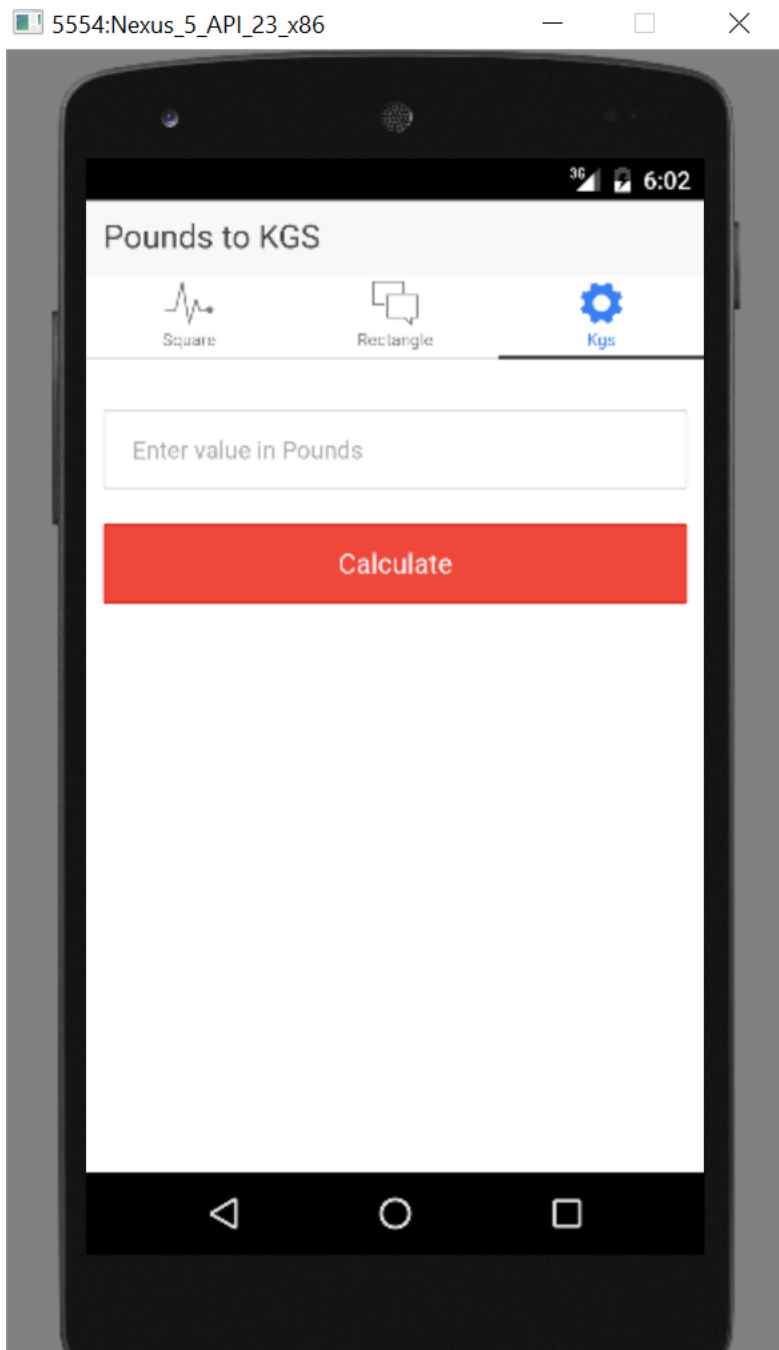 5554:Nexus_5_API_23_x86
3G 6:02
Pounds to KGS
Square Rectangle Kgs
Enter value in Pounds
Calculate